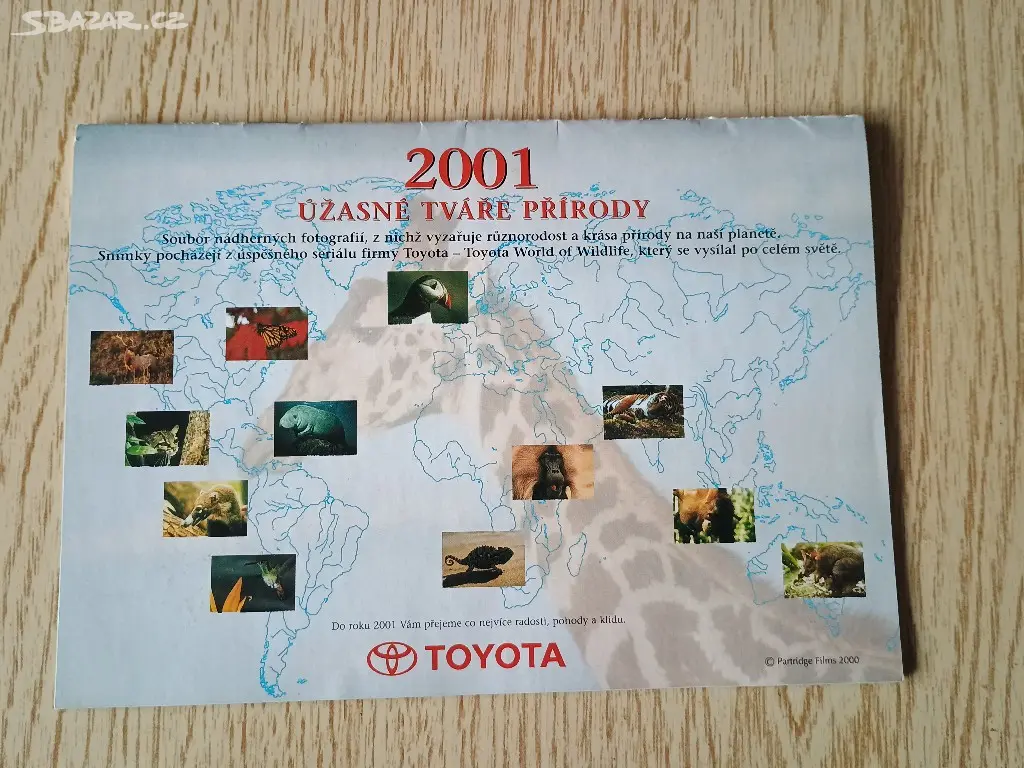 SBAZAR.CZ
2001
ÚŽASNÉ TVÁŘE PŘÍRODY
Soubor nádherných fotografií, z nichž vyzařuje různorodost a krása přírody na naší planetě.
Snímky pocházejí z úspěšného seriálu firmy Toyota – Toyota World of Wildlife, který se vysílal po celém světě.
Do roku 2001 Vám přejeme co nejvíce radosti, pohody a klidu.
TOYOTA
© Partridge Films 2000